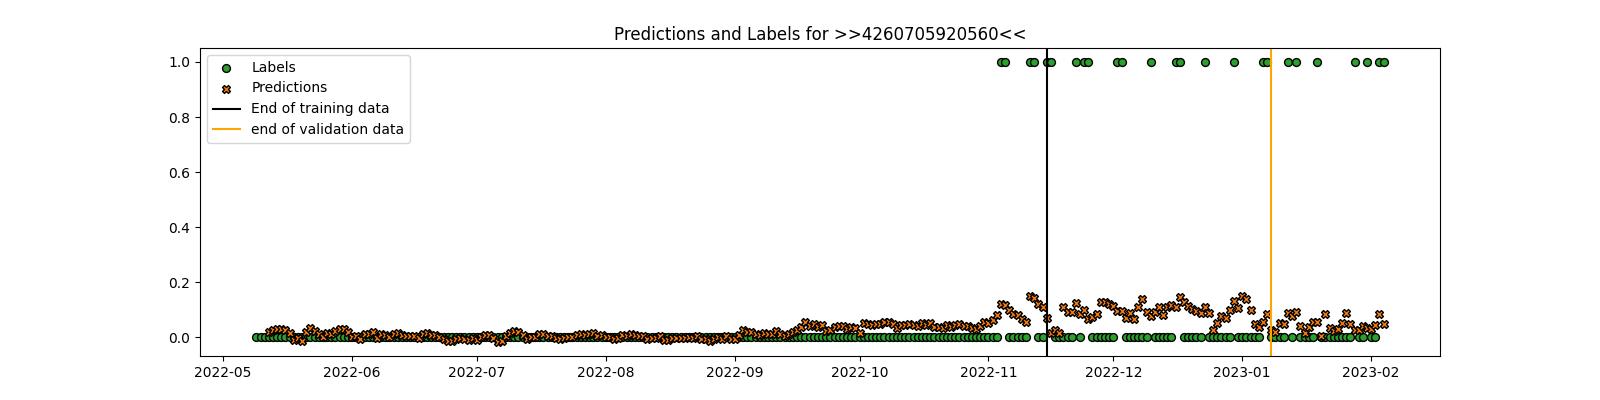 Predictions and Labels for >>4260705920560<<
Labels
Predictions
End of training data
end of validation data
1.0
0.8
0.6
0.4
0.2
0.0
2022-05 2022-06 2022-07 2022-08 2022-09 2022-10 2022-11 2022-12 2023-01 2023-02